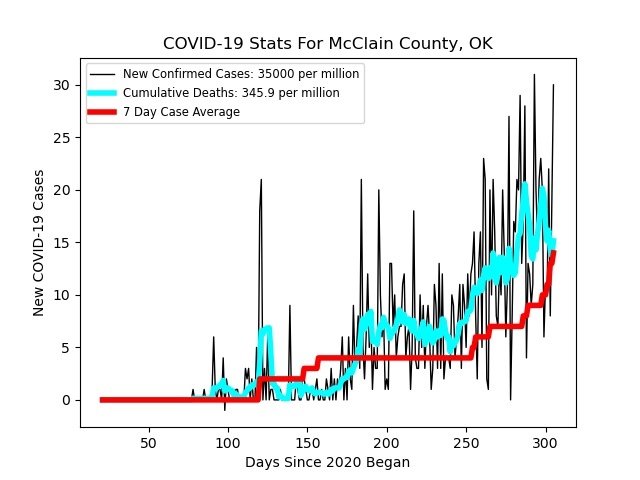 COVID-19 Stats For McClain County, OK
New Confirmed Cases: 35000 per million
Cumulative Deaths: 345.9 per million
7 Day Case Average
30
25
20
15
10
5
0
New COVID-19 Cases
50 100 150 200 250 300
Days Since 2020 Began